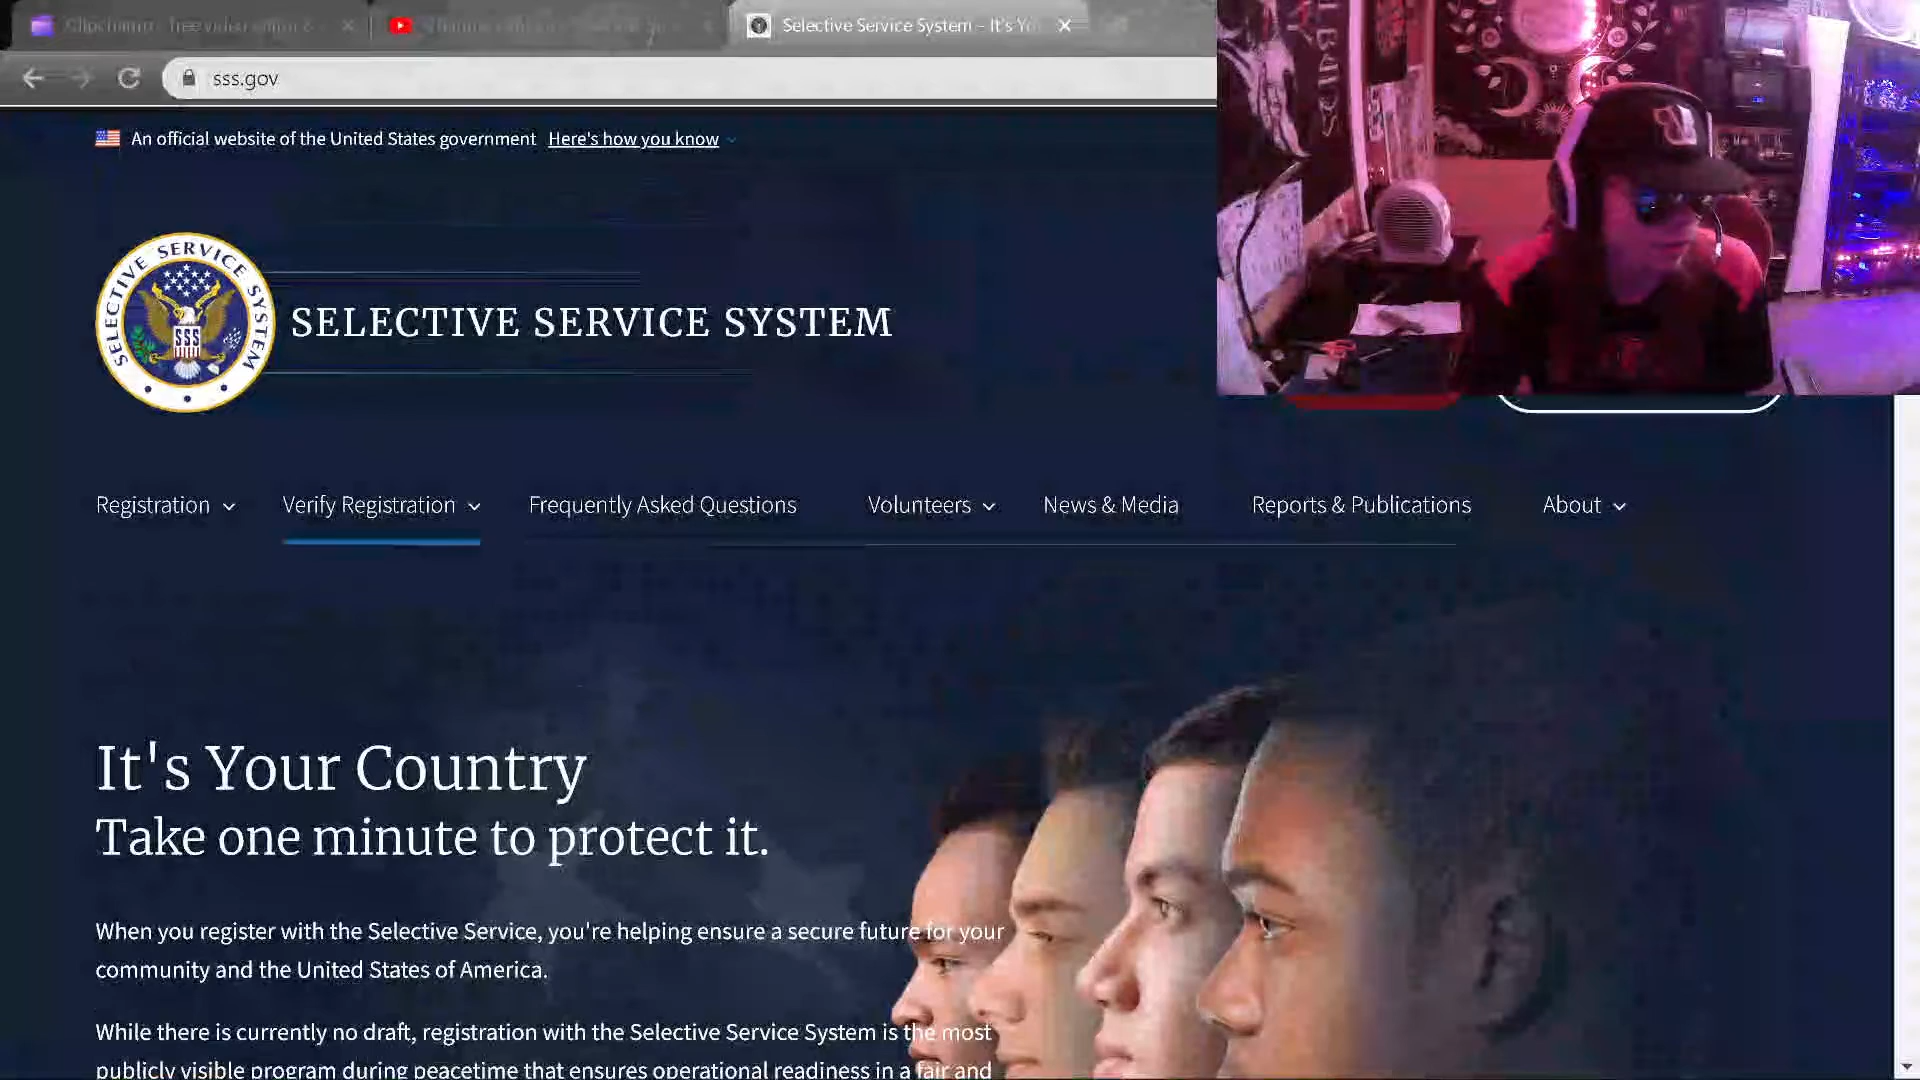 Selective Service System – It's Yo
sss.gov
An official website of the United States government Here's how you know
SELECTIVE SERVICE SYSTEM
SSS
SELECTIVE SERVICE SYSTEM
Registration Verify Registration Frequently Asked Questions Volunteers News & Media Reports & Publications About
It's Your Country
Take one minute to protect it.
When you register with the Selective Service, you're helping ensure a secure future for your
community and the United States of America.
While there is currently no draft, registration with the Selective Service System is the most
publicly visible program during peacetime that ensures operational readiness in a fair and